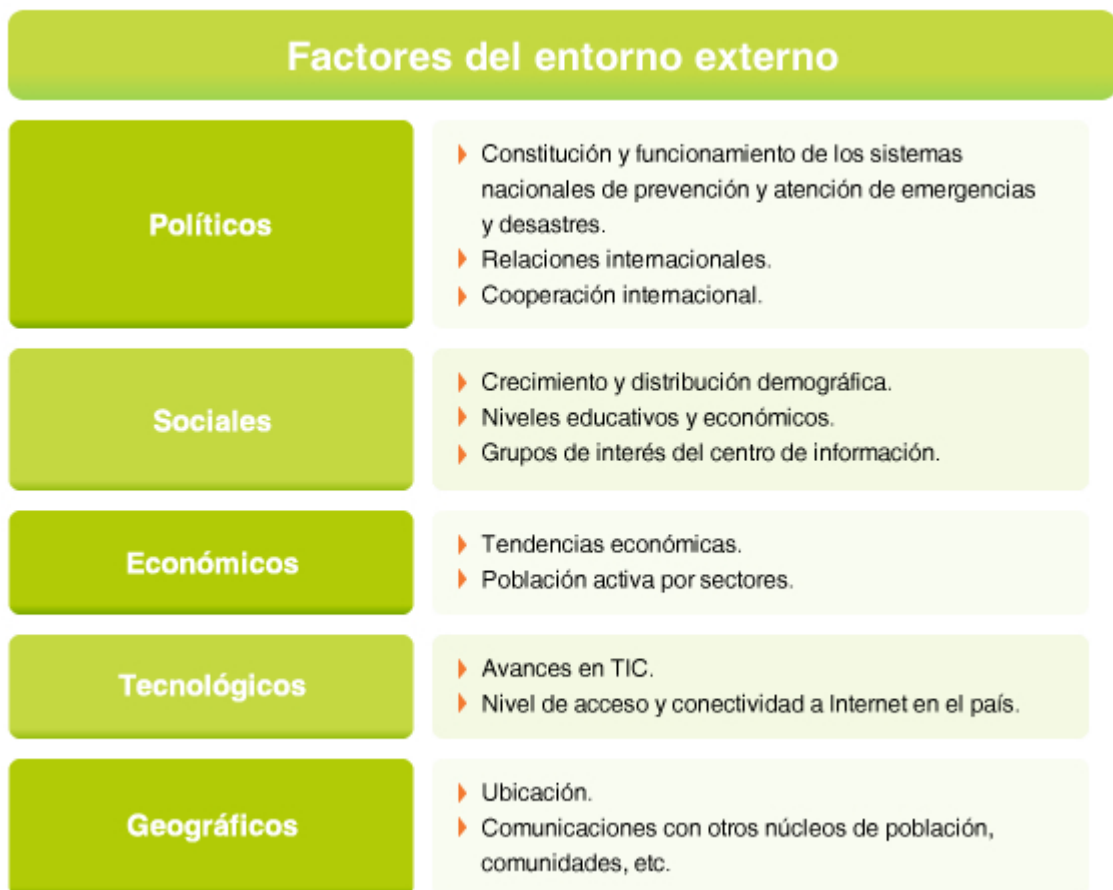 Factores del entorno externo
Políticos
Constitución y funcionamiento de los sistemas
nacionales de prevención y atención de emergencias
y desastres.
Relaciones internacionales.
Cooperación internacional.
Sociales
Crecimiento y distribución demográfica.
Niveles educativos y económicos.
Grupos de interés del centro de información.
Económicos
Tendencias económicas.
Población activa por sectores.
Tecnológicos
Avances en TIC.
Nivel de acceso y conectividad a Internet en el país.
Geográficos
Ubicación.
Comunicaciones con otros núcleos de población,
comunidades, etc.